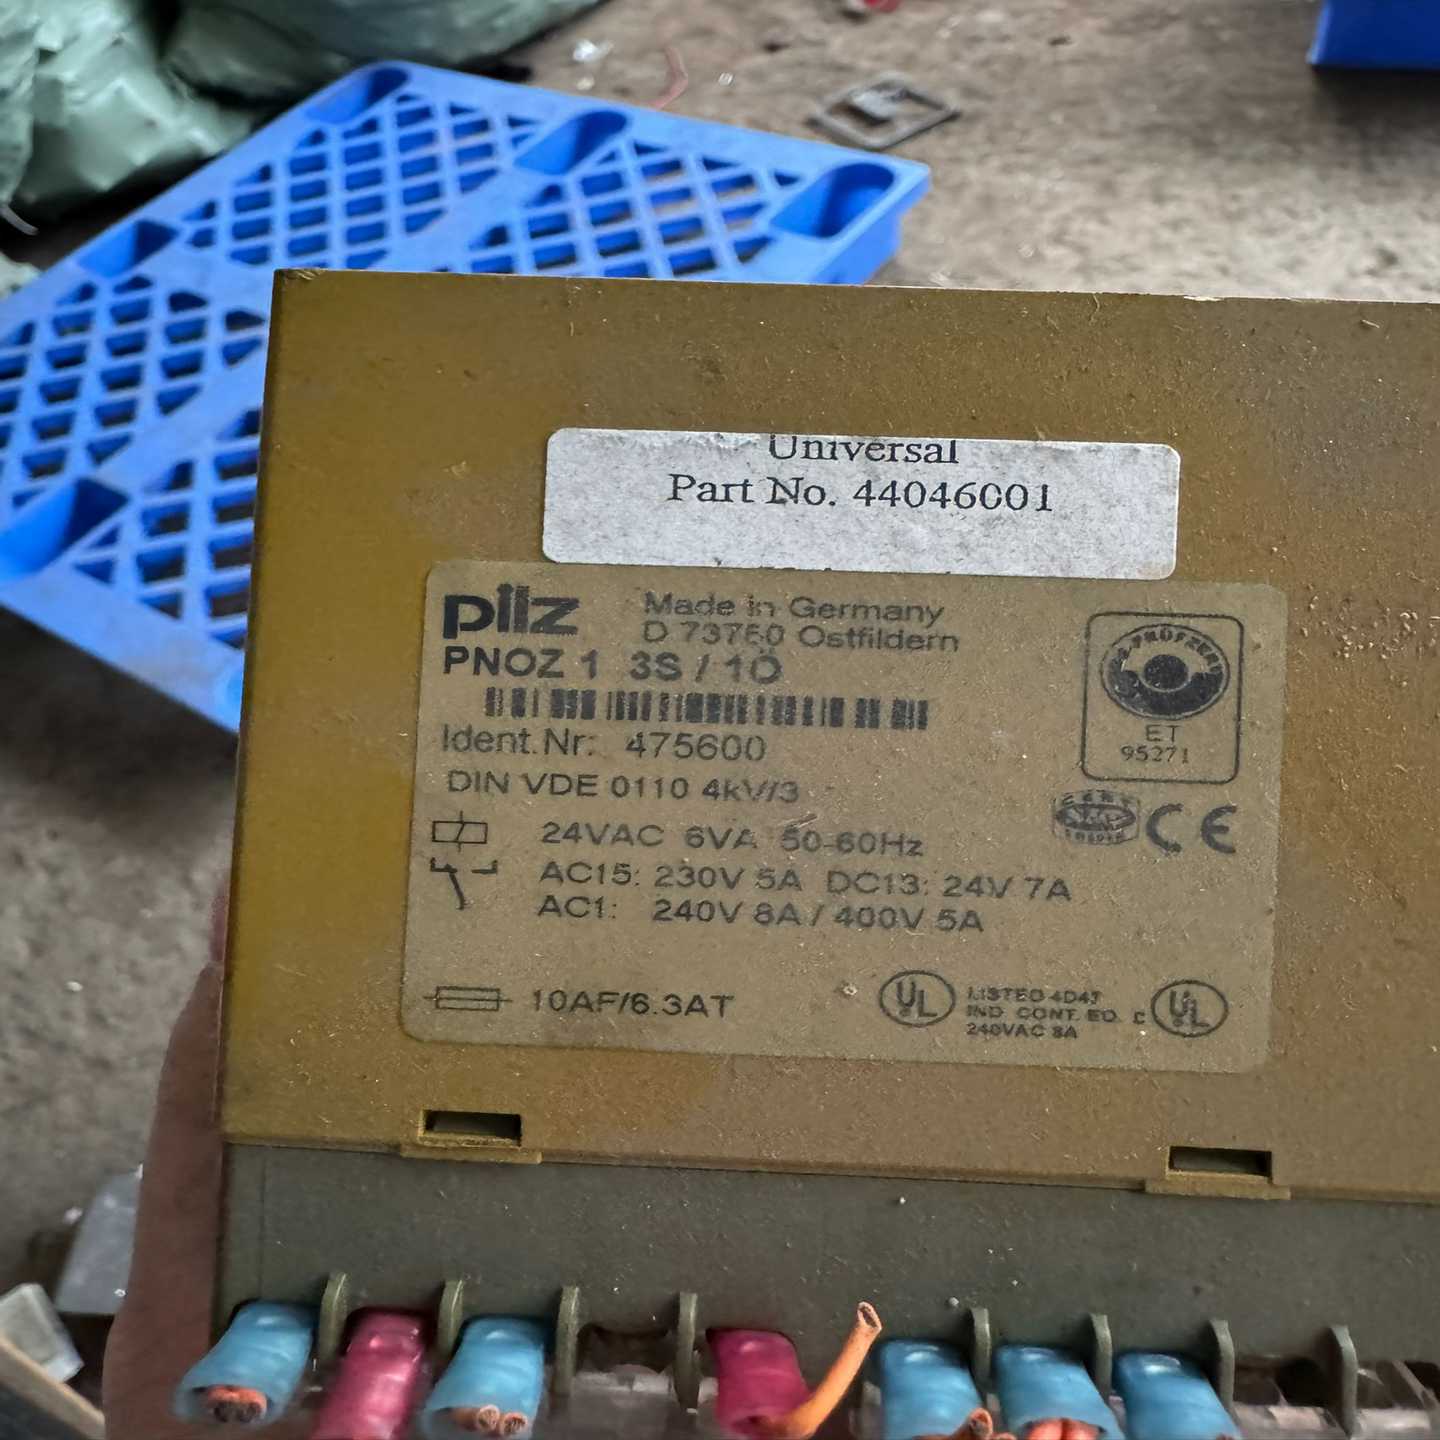 Universal
Part No. 44046001
pilz
Made in Germany
D 73760 Ostfildern
PNOZ 1 3S / 1Ö
Ident.Nr: 475600
DIN VDE 0110 4kV/3
24VAC 6VA 50-60Hz
AC15: 230V 5A DC13: 24V 7A
AC1: 240V 8A / 400V 5A
10AF/6.3AT
ET
95271
CE
UL
LISTED 4D47
IND. CONT. EQ.
240VAC 8A
C UL